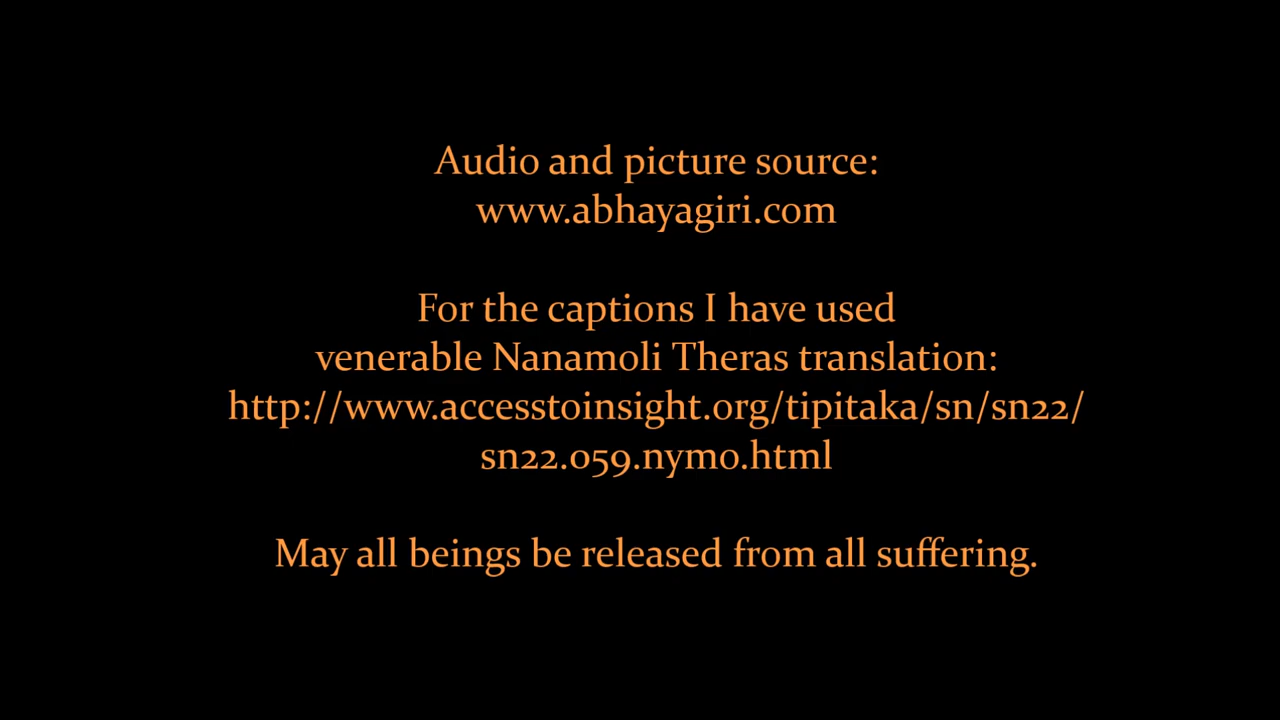 Audio and picture source:
www.abhayagiri.com
For the captions I have used
venerable Nanamoli Theras translation:
http://www.accesstoinsight.org/tipitaka/sn/sn22/
sn22.059.nymo.html
May all beings be released from all suffering.